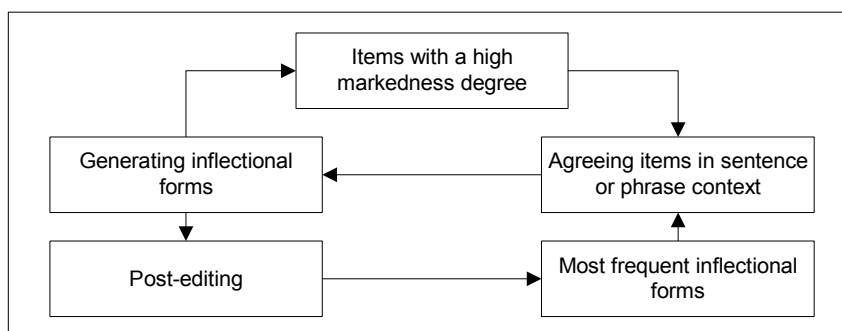 Items with a high
markedness degree
Generating inflectional
forms
Agreeing items in sentence
or phrase context
Post-editing
Most frequent inflectional
forms